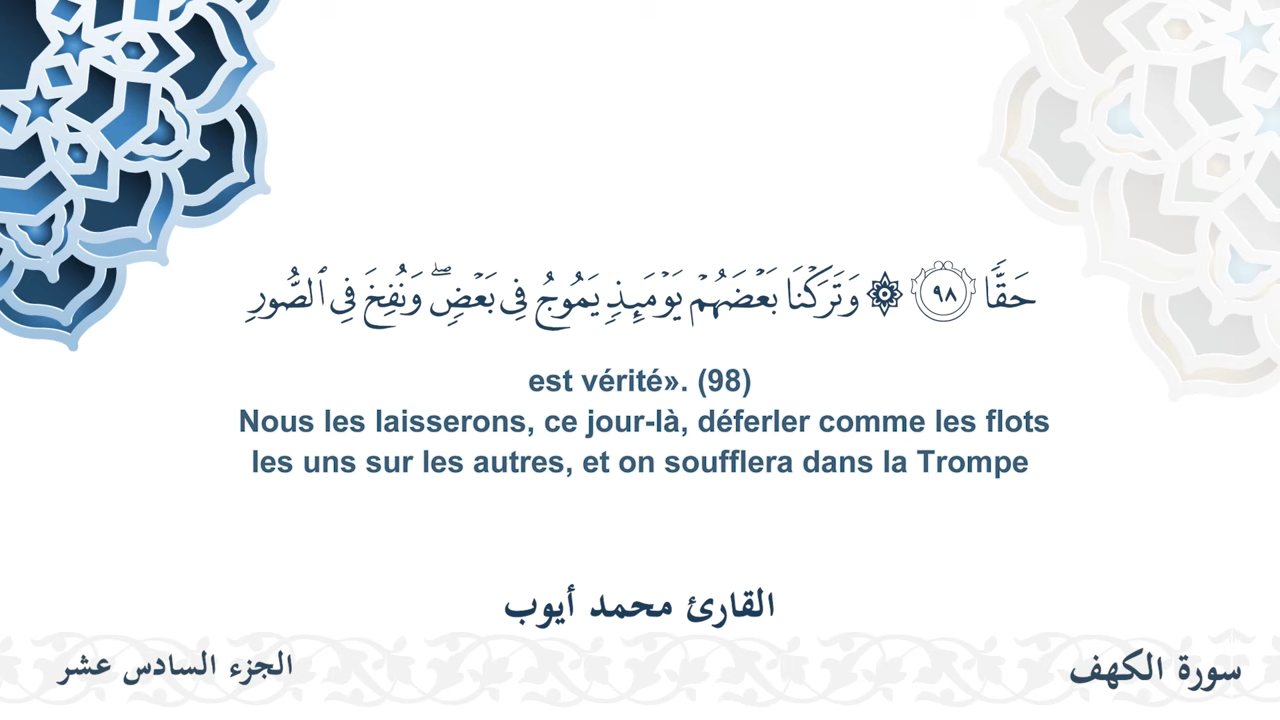 حَقًّا ٩٨ ۞ وَتَرَكْنَا بَعْضَهُمْ يَوْمَئِذٍ يَمُوجُ فِى بَعْضٍ ۖ وَنُفِخَ فِى ٱلصُّورِ
est vérité». (98)
Nous les laisserons, ce jour-là, déferler comme les flots
les uns sur les autres, et on soufflera dans la Trompe
القارئ محمد أيوب
سورة الكهف
الجزء السادس عشر